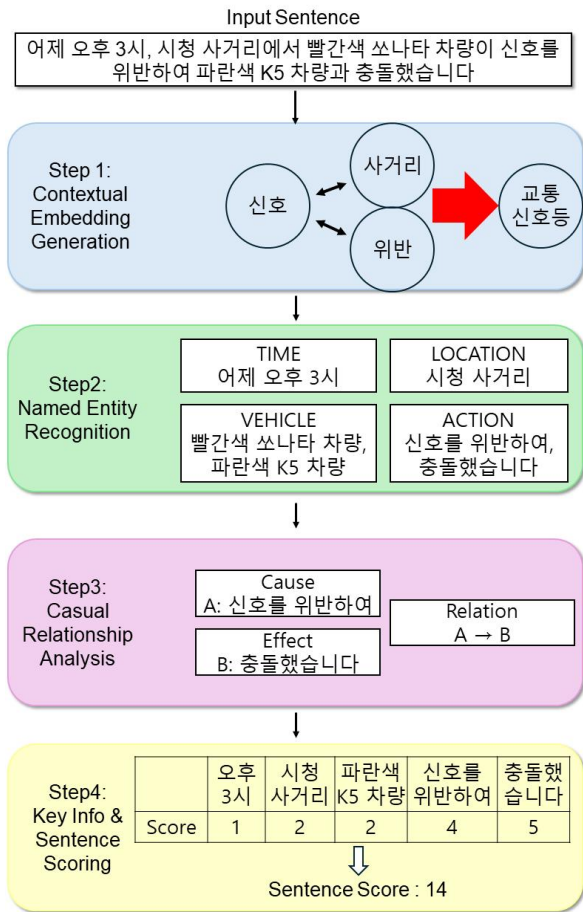 Input Sentence
어제 오후 3시, 시청 사거리에서 빨간색 쏘나타 차량이 신호를
위반하여 파란색 K5 차량과 충돌했습니다
Step 1:
Contextual
Embedding
Generation
신호
사거리
위반
교통
신호등
Step2:
Named Entity
Recognition
TIME
어제 오후 3시
LOCATION
시청 사거리
VEHICLE
빨간색 쏘나타 차량,
파란색 K5 차량
ACTION
신호를 위반하여,
충돌했습니다
Step3:
Casual
Relationship
Analysis
Cause
A: 신호를 위반하여
Effect
B: 충돌했습니다
Relation
A → B
Step4:
Key Info &
Sentence
Scoring
오후
3시
시청
사거리
파란색
K5 차량
신호를
위반하여
충돌했
습니다
Score 1 2 2 4 5
Sentence Score : 14